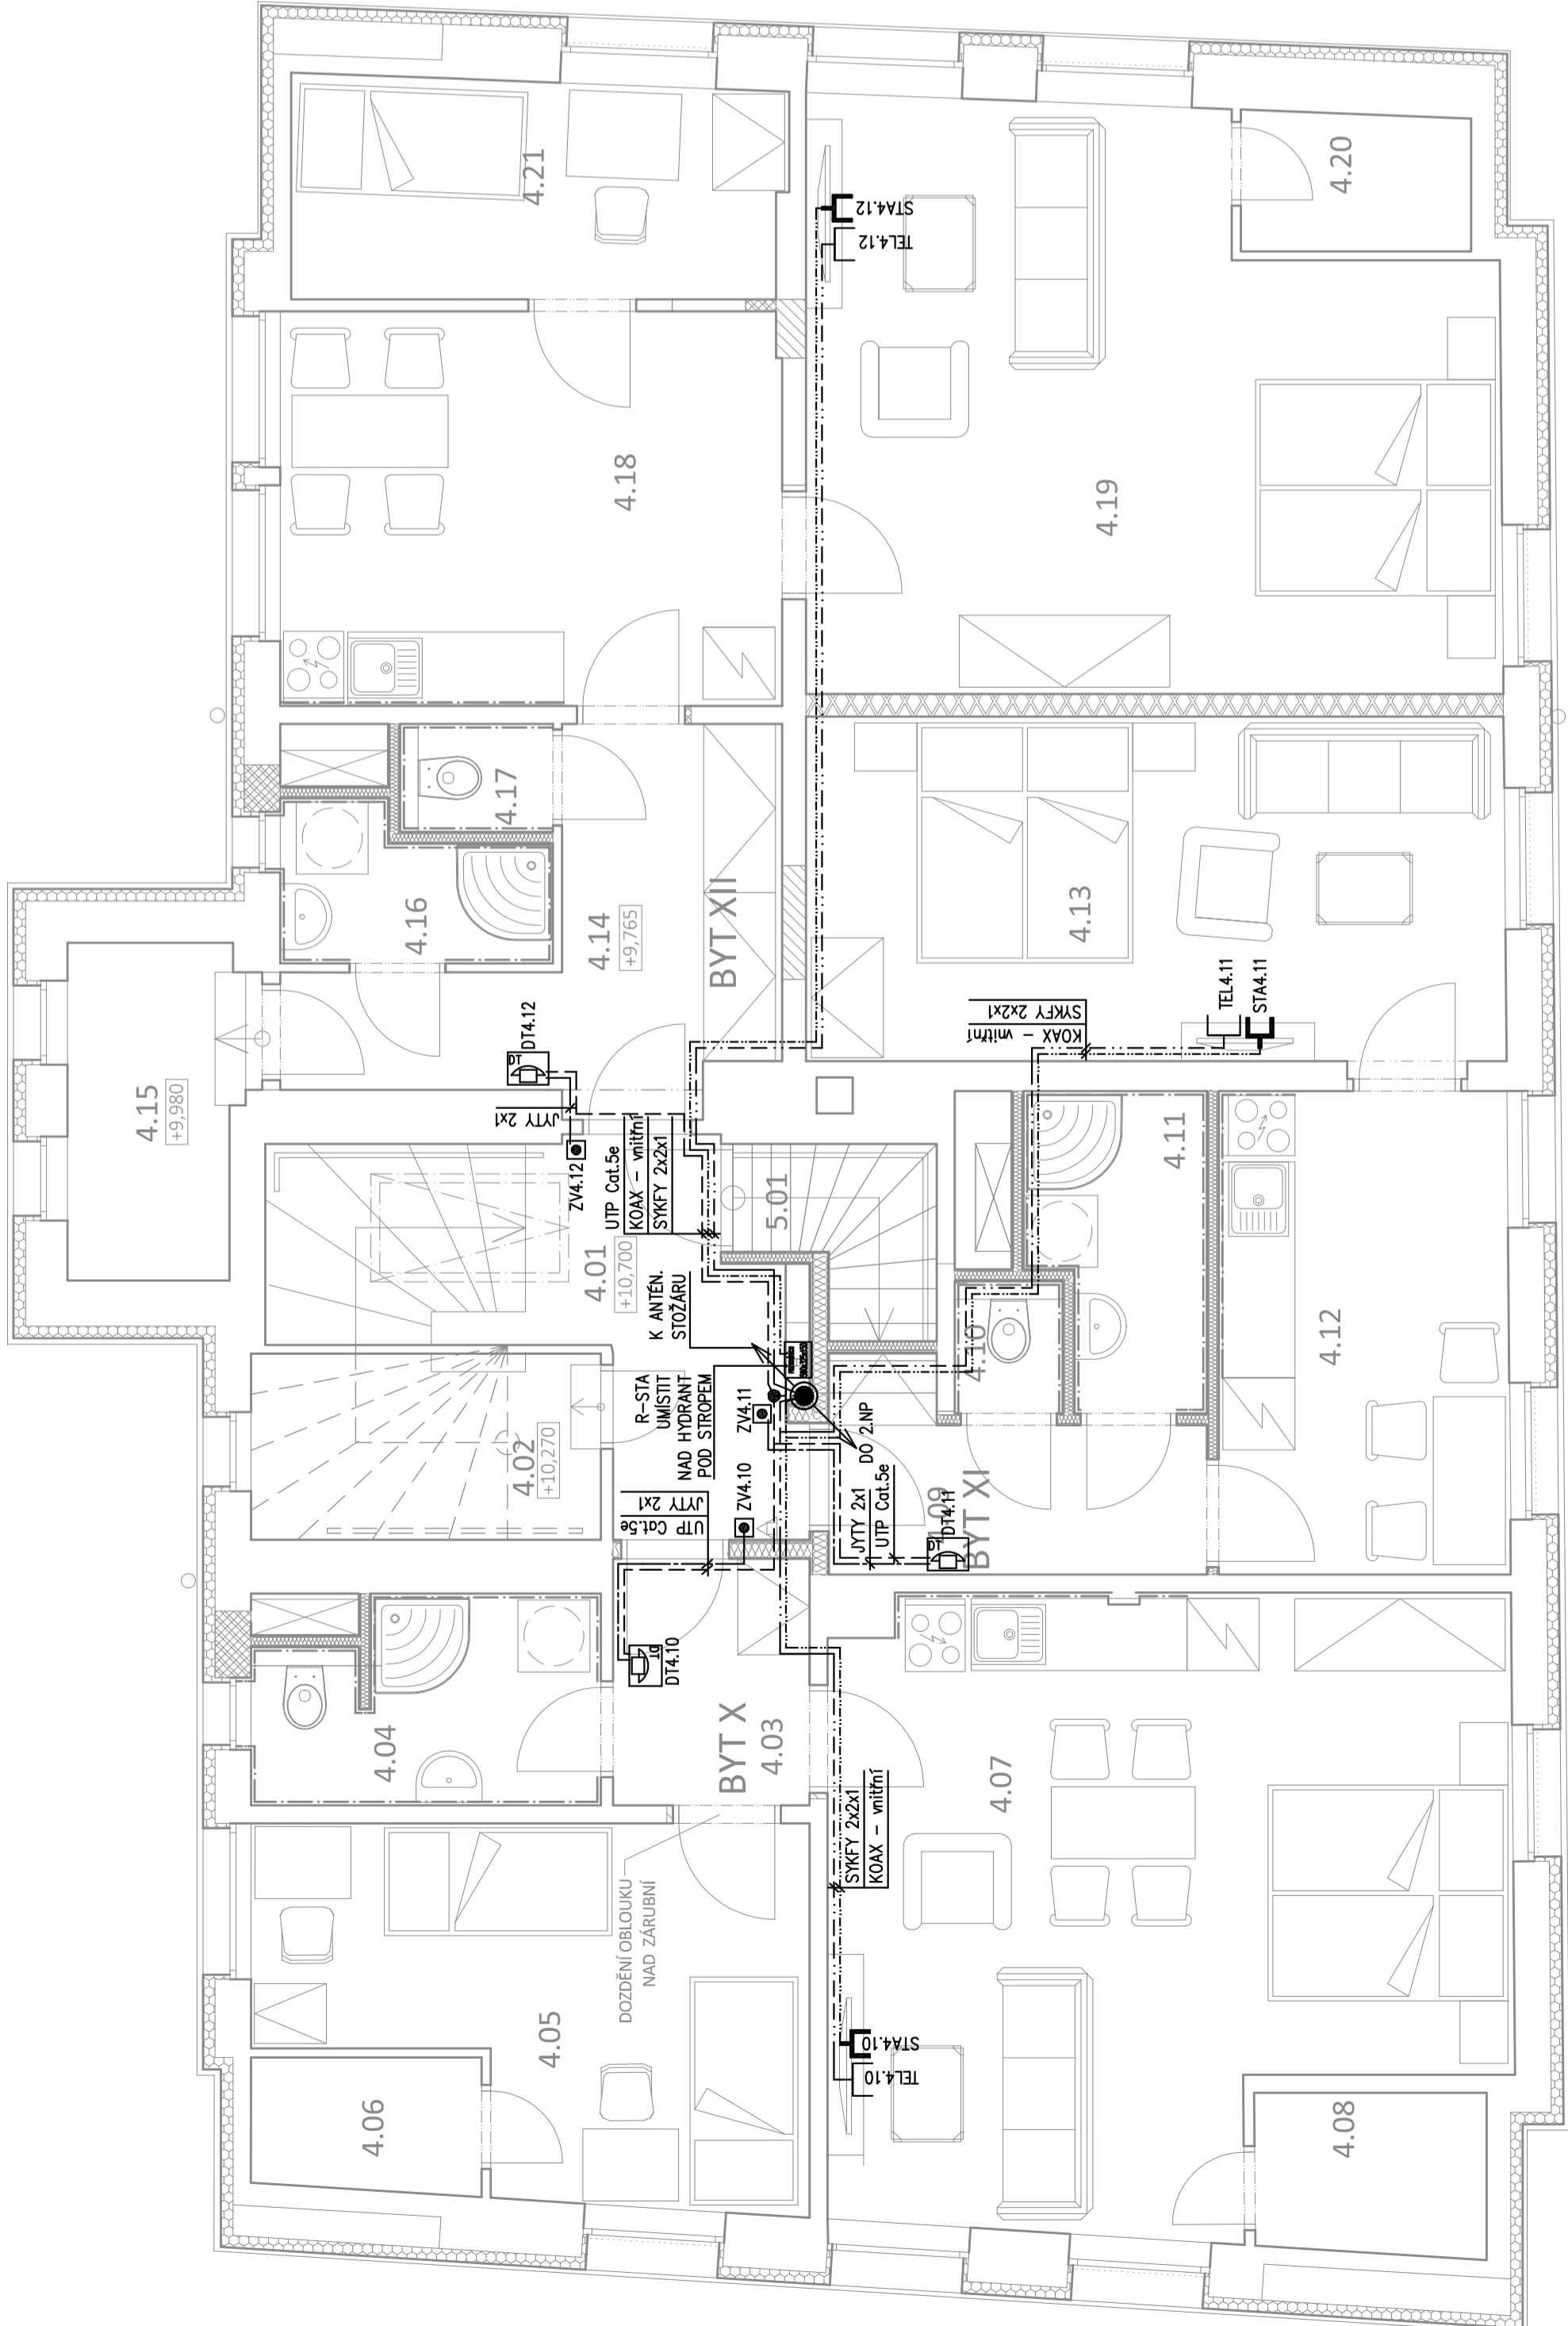 4.21
4.20
STA4.12
TEL4.12
4.18
4.19
4.17
4.16
4.14
+9,765
BYT XII
4.13
4.15
+9,980
DT
DT4.12
JYTY 2x1
ZV4.12
UTP Cat.5e
KOAX – vnitřní
SYKFY 2x2x1
KOAX – vnitřní
SYKFY 2x2x1
TEL4.11
STA4.11
4.11
5.01
4.01
+10,700
K ANTÉN.
STOŽÁRU
4.10
4.12
4.02
+10,270
R–STA
UMÍSTIT
NAD HYDRANT
POD STROPEM
ZV4.11
ZV4.10
DO 2.NP
UTP Cat.5e
JYTY 2x1
JYTY 2x1
UTP Cat.5e
4.09
BYT XI
DT
DT4.11
DT
DT4.10
4.04
BYT X
4.03
4.07
SYKFY 2x2x1
KOAX – vnitřní
DOZDĚNÍ OBLOUKU
NAD ZÁRUBNÍ
4.05
4.06
STA4.10
TEL4.10
4.08